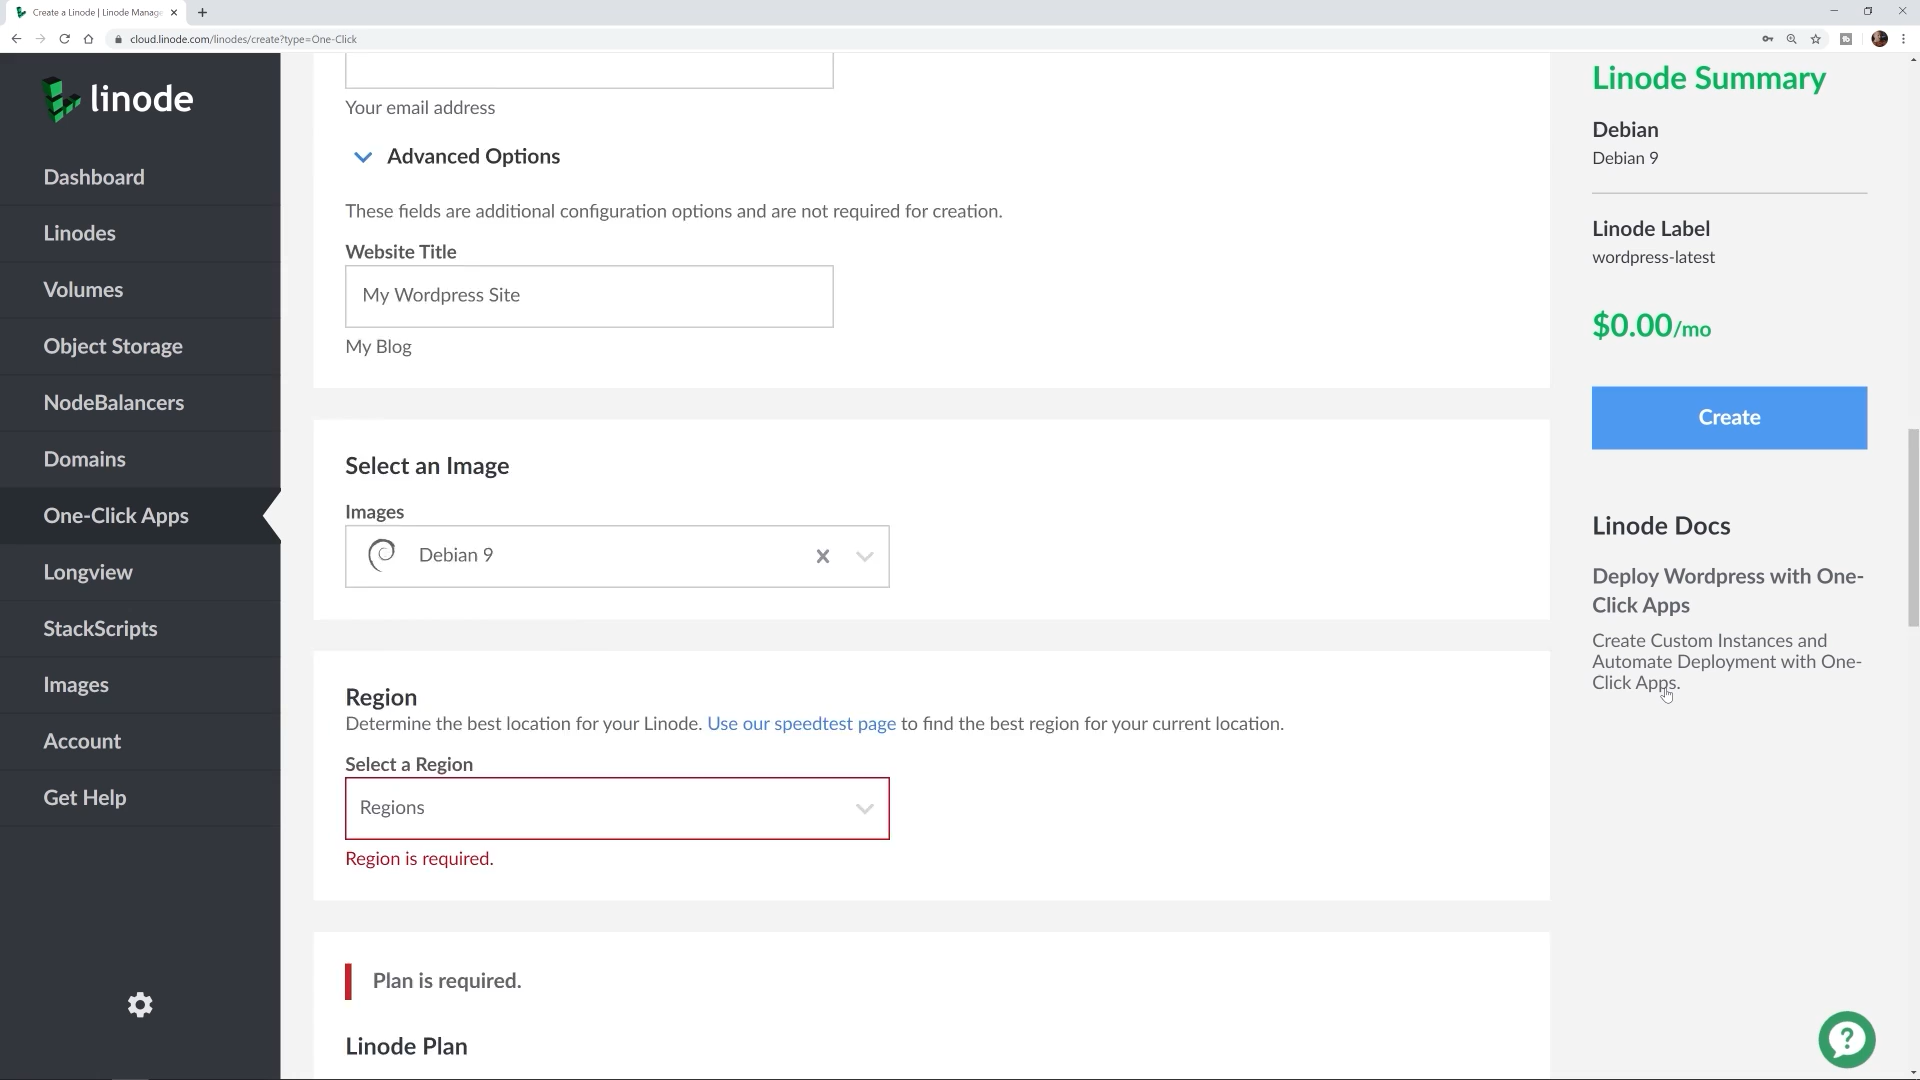 Create a Linode | Linode Manage
cloud.linode.com/linodes/create?type=One-Click
linode
Dashboard
Linodes
Volumes
Object Storage
NodeBalancers
Domains
One-Click Apps
Longview
StackScripts
Images
Account
Get Help
Your email address
Advanced Options
These fields are additional configuration options and are not required for creation.
Website Title
My Wordpress Site
My Blog
Select an Image
Images
Debian 9
Region
Determine the best location for your Linode. Use our speedtest page to find the best region for your current location.
Select a Region
Regions
Region is required.
Plan is required.
Linode Plan
Linode Summary
Debian
Debian 9
Linode Label
wordpress-latest
$0.00/mo
Create
Linode Docs
Deploy Wordpress with One-
Click Apps
Create Custom Instances and
Automate Deployment with One-
Click Apps.